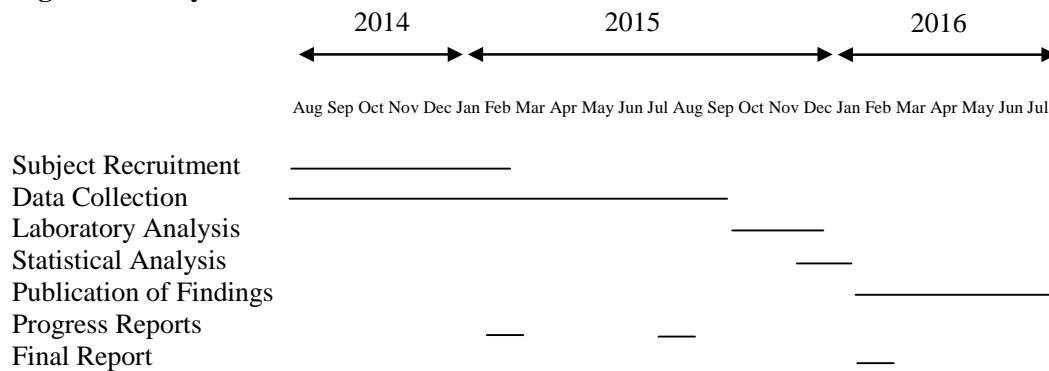 2014 2015 2016
Aug Sep Oct Nov Dec Jan Feb Mar Apr May Jun Jul Aug Sep Oct Nov Dec Jan Feb Mar Apr May Jun Jul
Subject Recruitment
Data Collection
Laboratory Analysis
Statistical Analysis
Publication of Findings
Progress Reports
Final Report